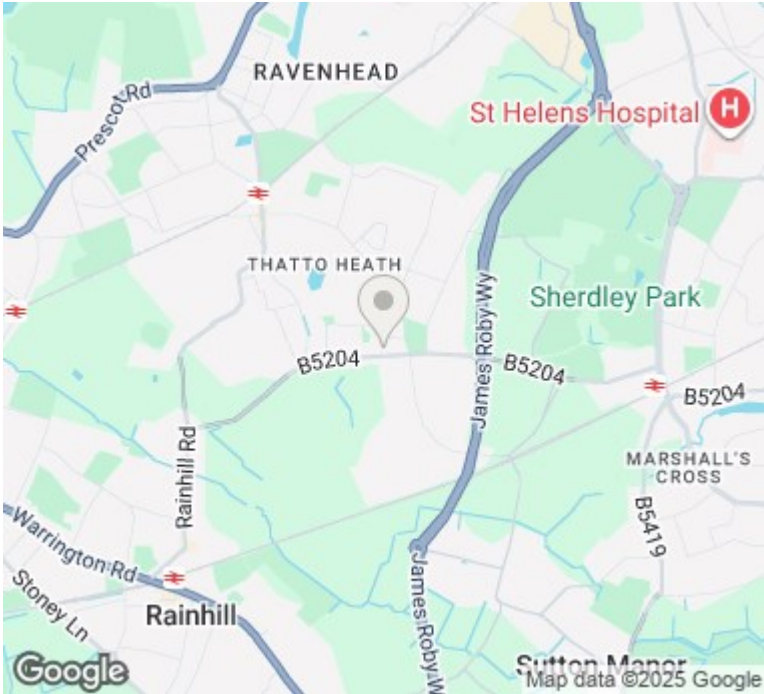 RAVENHEAD
Prescot Rd
St Helens Hospital
H
THATTO HEATH
Sherdley Park
James Roby Wy
B5204
B5204
B5204
MARSHALL'S
CROSS
Rainhill Rd
B5419
Warrington Rd
Stoney Ln
Rainhill
James Roby W
Sutton Manor
Google
Map data ©2025 Google